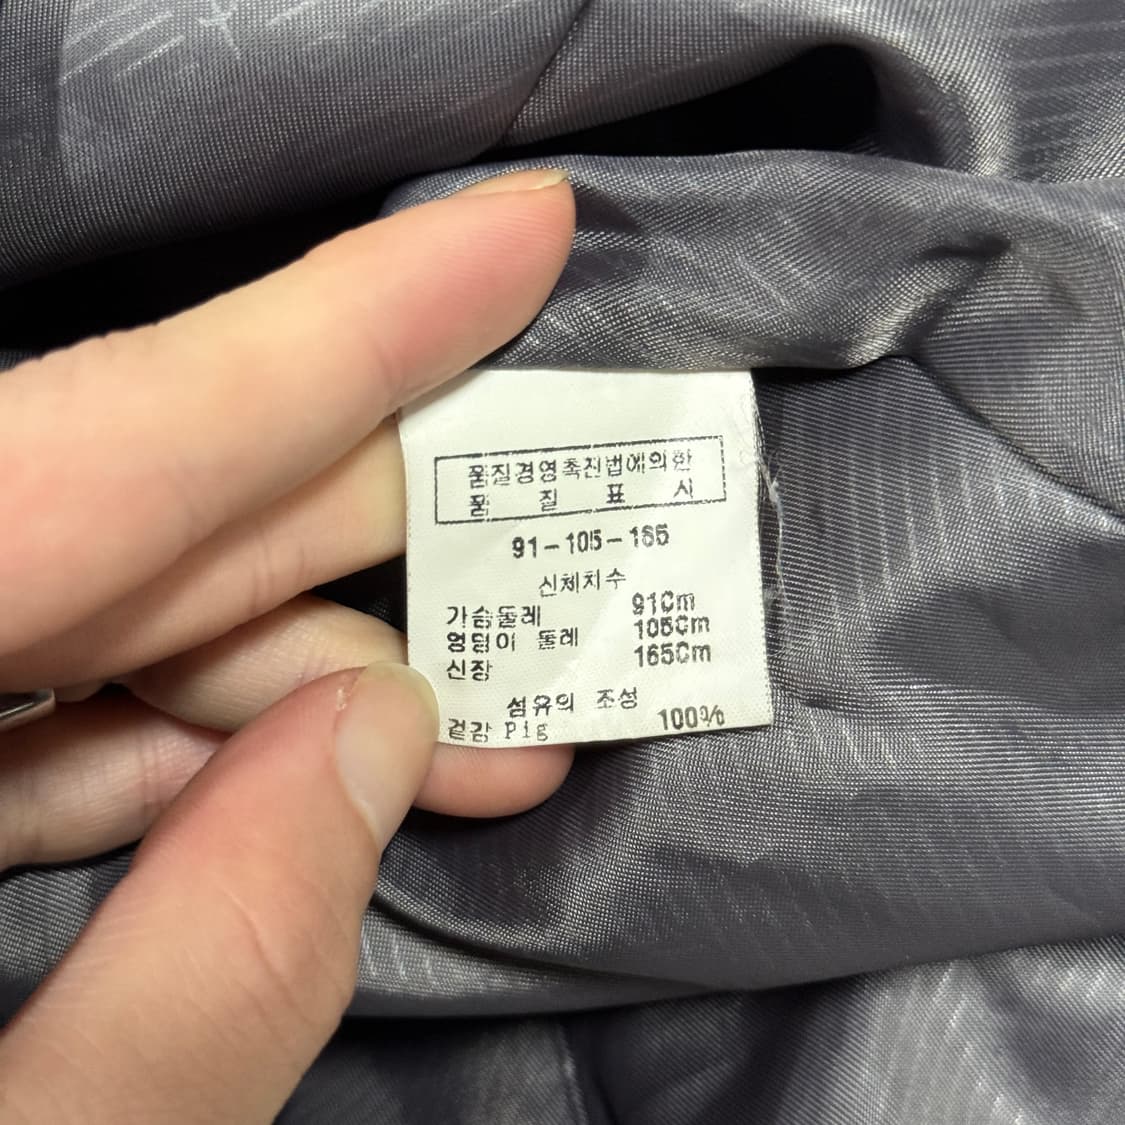 품질경영촉진법에의한
품 질 표 시
91-105-165
신체치수
가슴둘레 91Cm
엉덩이 둘레 105Cm
신장 165Cm
섬유의 조성
겉감 Pig 100%